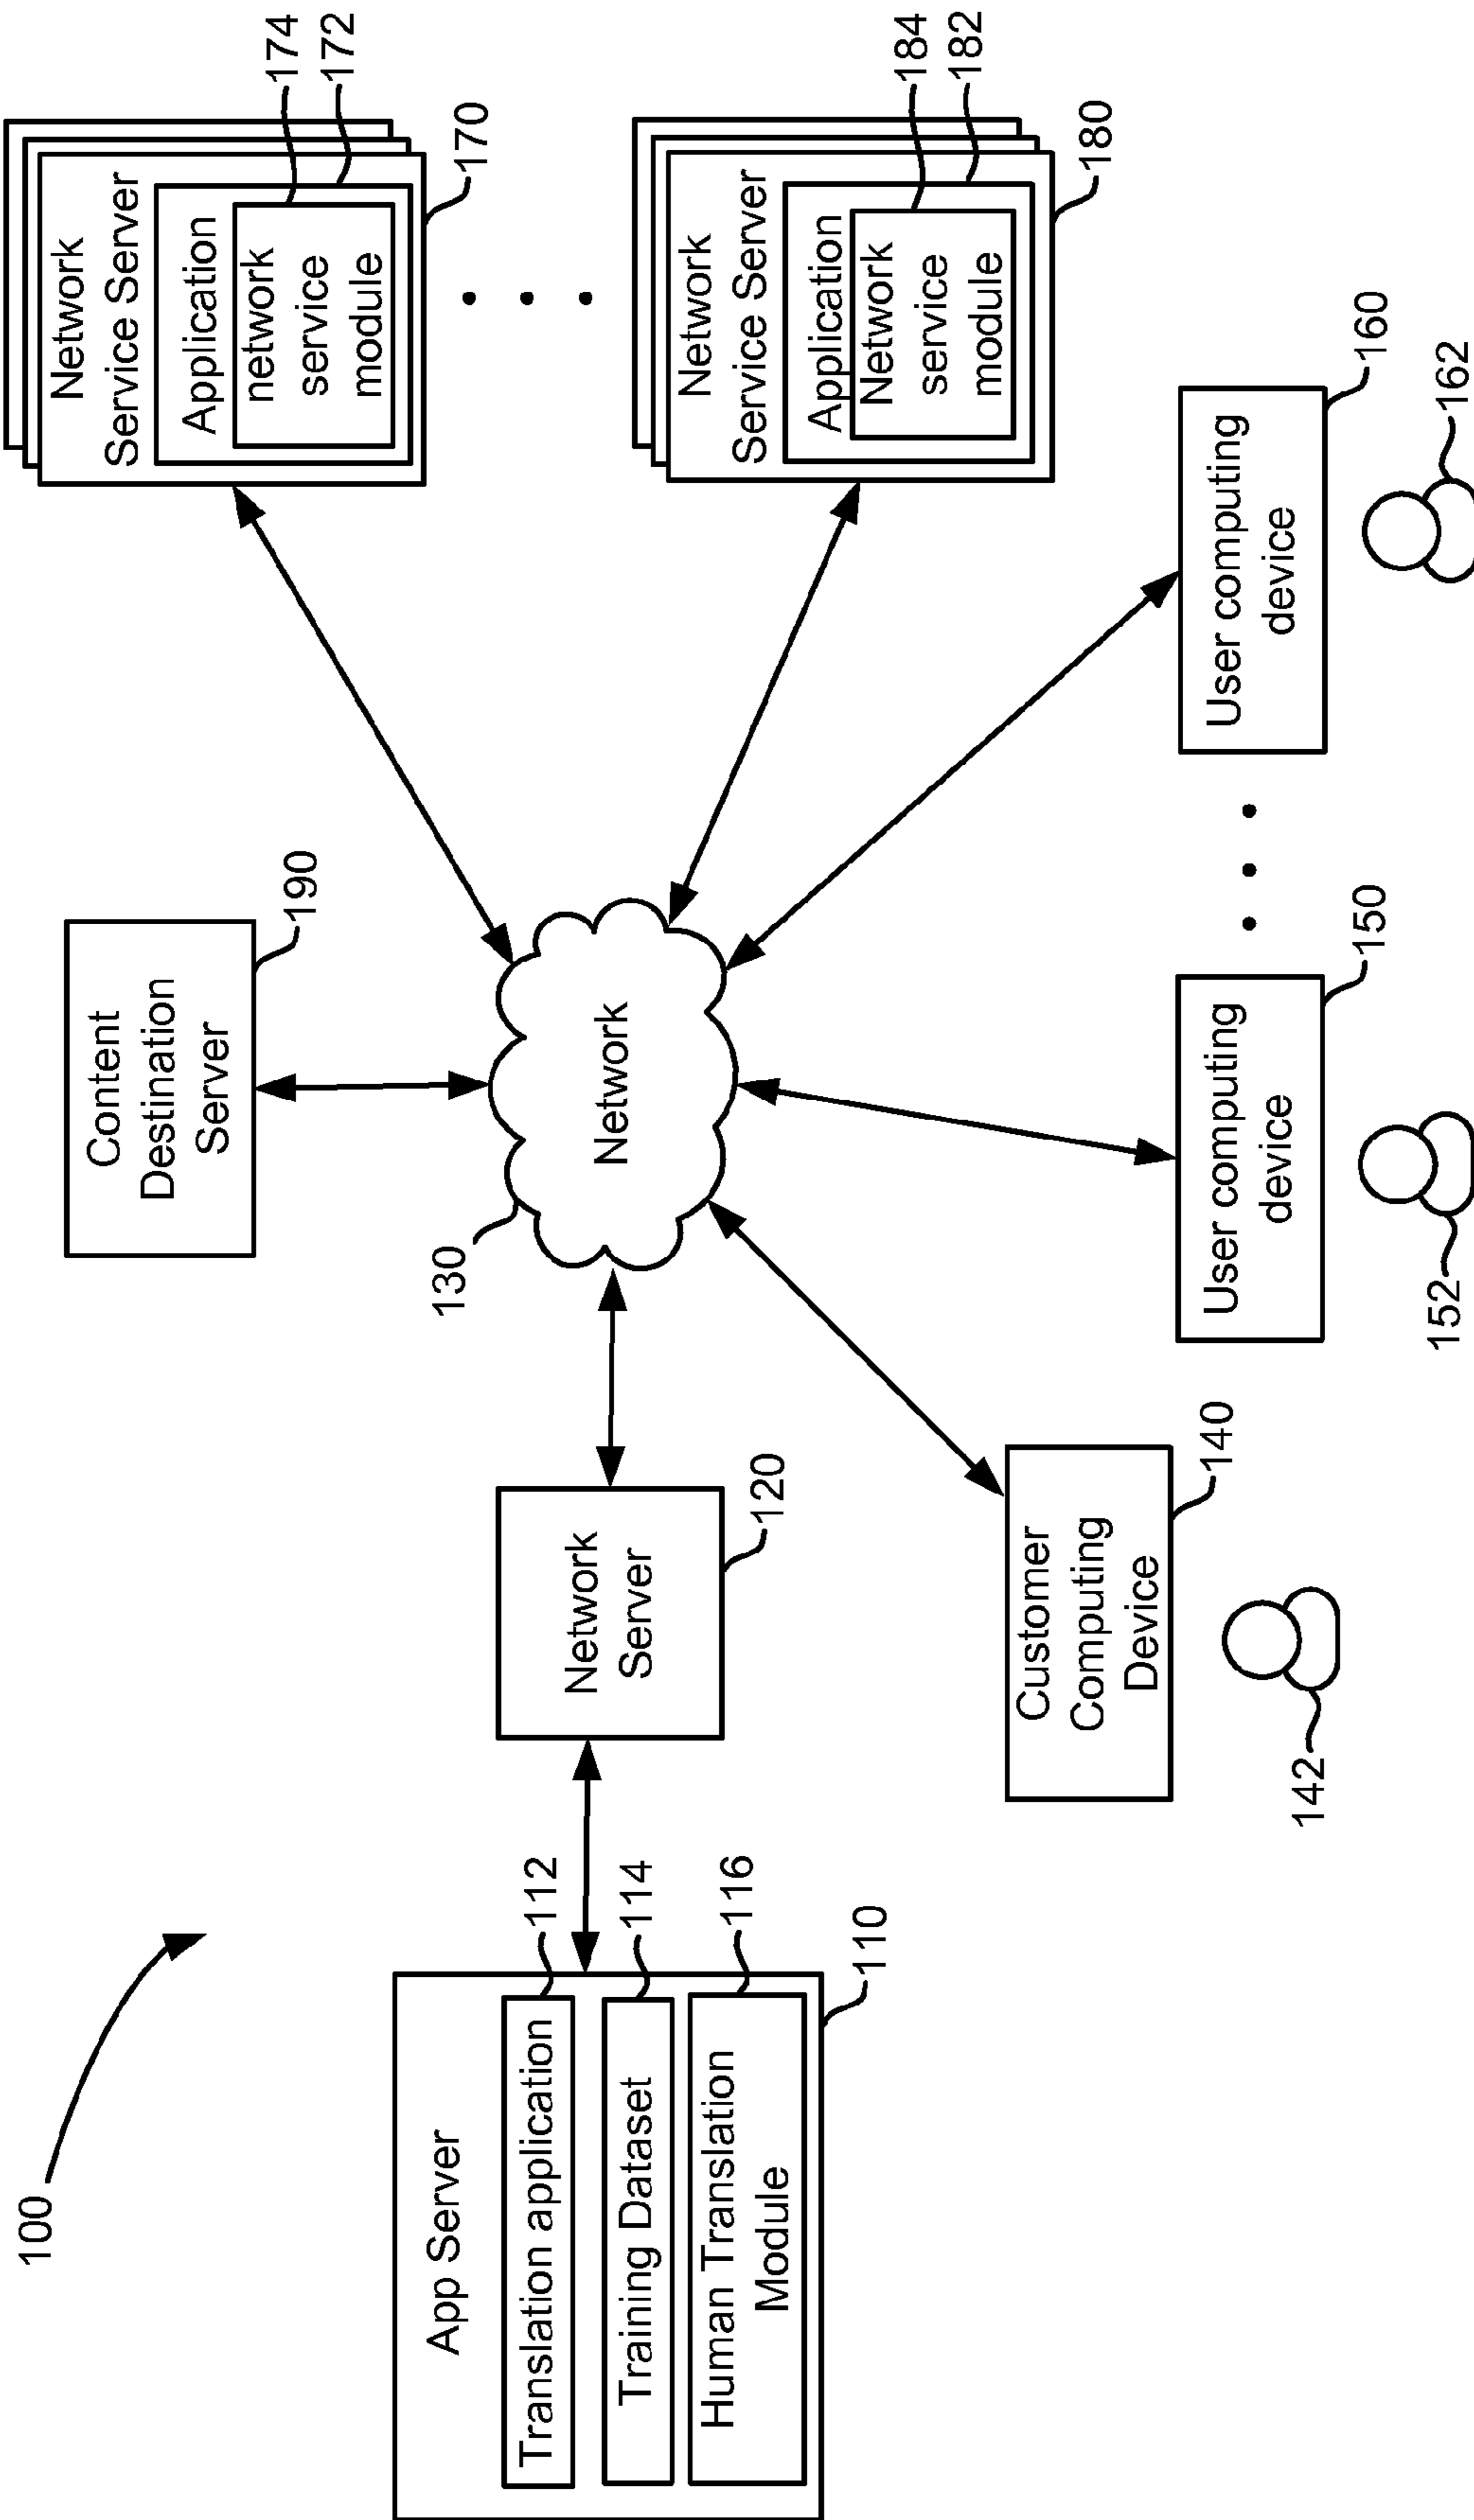 100
App Server
Translation application
112
Training Dataset
114
Human Translation
Module
116
110
Network
Server
120
130
Network
Content
Destination
Server
190
Network
Service Server
Application
network
service
module
174
172
170
Network
Service Server
Application
Network
service
module
184
182
180
Customer
Computing
Device
140
142
User computing
device
150
152
User computing
device
160
162